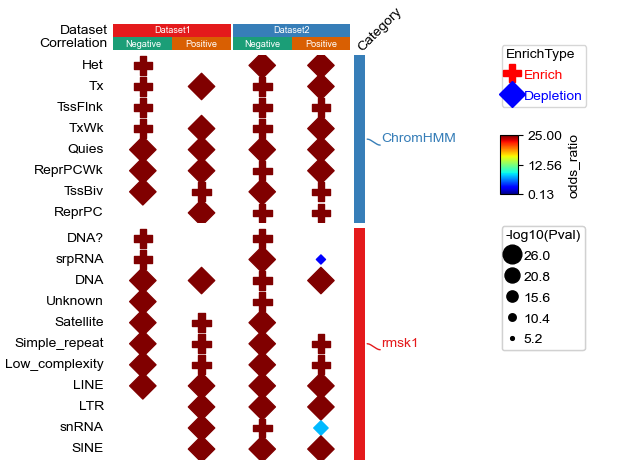 Dataset
Dataset1
Dataset2
Correlation
Negative
Positive
Negative
Positive
Category
Het
Tx
TssFlnk
TxWk
Quies
ReprPCWk
TssBiv
ReprPC
ChromHMM
DNA?
srpRNA
DNA
Unknown
Satellite
Simple_repeat
Low_complexity
LINE
LTR
snRNA
SINE
rmsk1
EnrichType
Enrich
Depletion
25.00
12.56
0.13
odds_ratio
-log10(Pval)
26.0
20.8
15.6
10.4
5.2